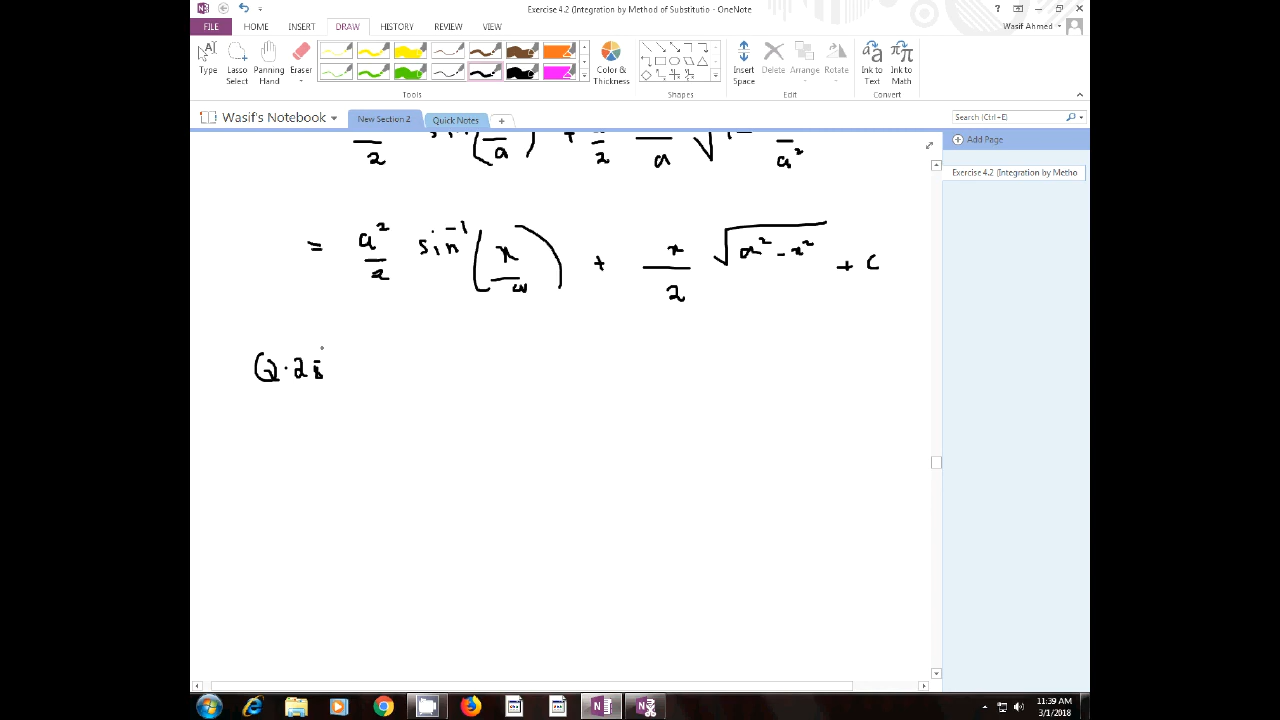 Exercise 4.2 (Integration by Method of Substitutio - OneNote
FILE HOME INSERT DRAW HISTORY REVIEW VIEW
Wasif Ahmed
Type Lasso Select Panning Hand Eraser
Color & Thickness
Insert Space Delete Arrange Rotate Ink to Text Ink to Math
Tools Shapes Edit Convert
Wasif's Notebook New Section 2 Quick Notes
Search (Ctrl+E)
Add Page
Exercise 4.2 (Integration by Metho
= a²/2 sin⁻¹(x/a) + x/2 √(a² - x²) + C
Q.2
11:39 AM
3/1/2018